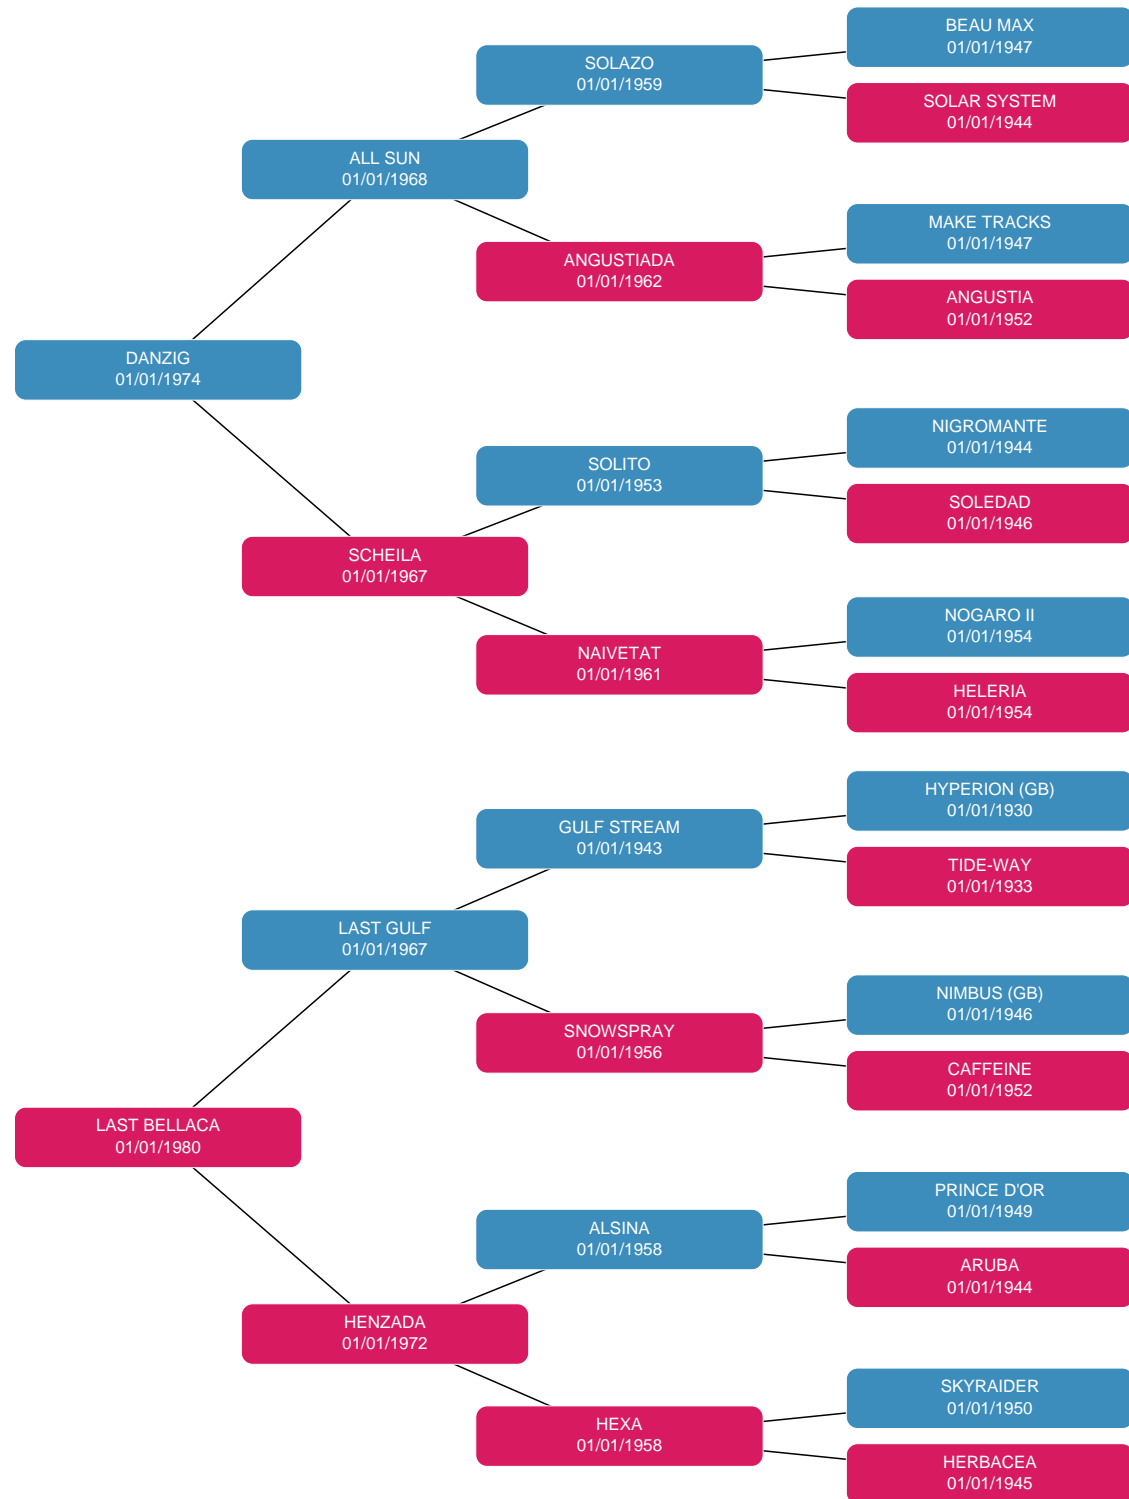 BEAU MAX
01/01/1947
SOLAZO
01/01/1959
SOLAR SYSTEM
01/01/1944
ALL SUN
01/01/1968
MAKE TRACKS
01/01/1947
ANGUSTIADA
01/01/1962
ANGUSTIA
01/01/1952
DANZIG
01/01/1974
NIGROMANTE
01/01/1944
SOLITO
01/01/1953
SOLEDAD
01/01/1946
SCHEILA
01/01/1967
NOGARO II
01/01/1954
NAIVETAT
01/01/1961
HELERIA
01/01/1954
HYPERION (GB)
01/01/1930
GULF STREAM
01/01/1943
TIDE-WAY
01/01/1933
LAST GULF
01/01/1967
NIMBUS (GB)
01/01/1946
SNOWSPRAY
01/01/1956
CAFFEINE
01/01/1952
LAST BELLACA
01/01/1980
PRINCE D'OR
01/01/1949
ALSINA
01/01/1958
ARUBA
01/01/1944
HENZADA
01/01/1972
SKYRAIDER
01/01/1950
HEXA
01/01/1958
HERBACEA
01/01/1945